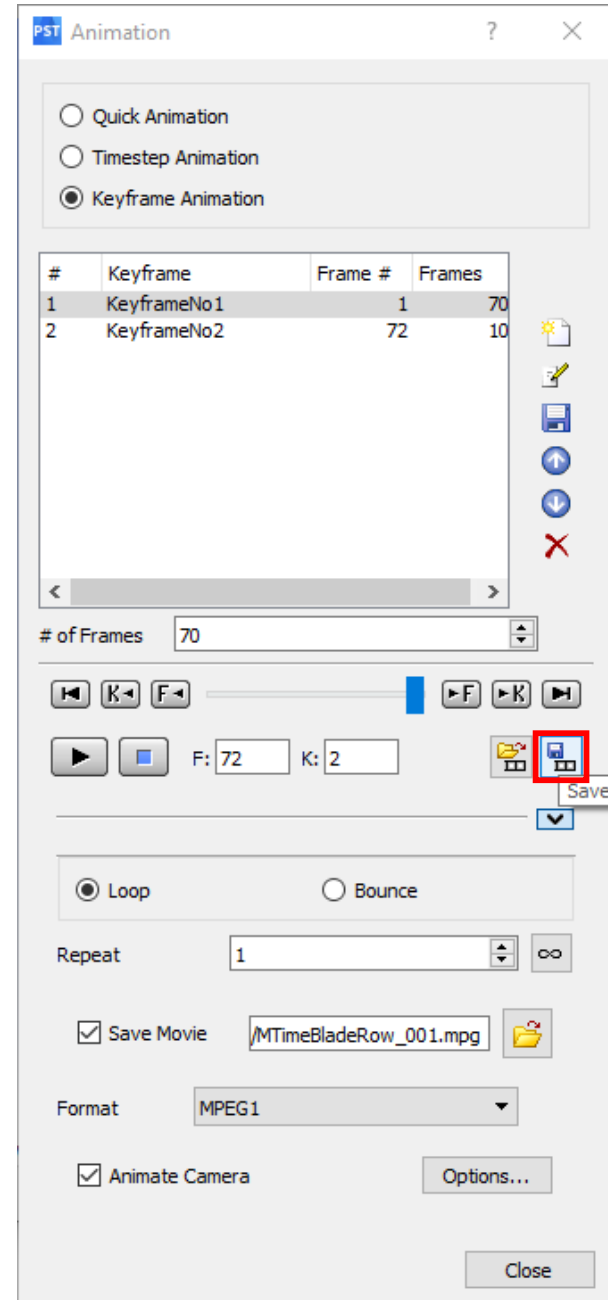 PST Animation ?
Quick Animation
Timestep Animation
Keyframe Animation
# Keyframe Frame # Frames
1 KeyframeNo1 1 70
2 KeyframeNo2 72 10
# of Frames 70
K F F K
F: 72 K: 2
Save
Loop Bounce
Repeat 1 ∞
Save Movie /MTimeBladeRow_001.mpg
Format MPEG1
Animate Camera Options...
Close